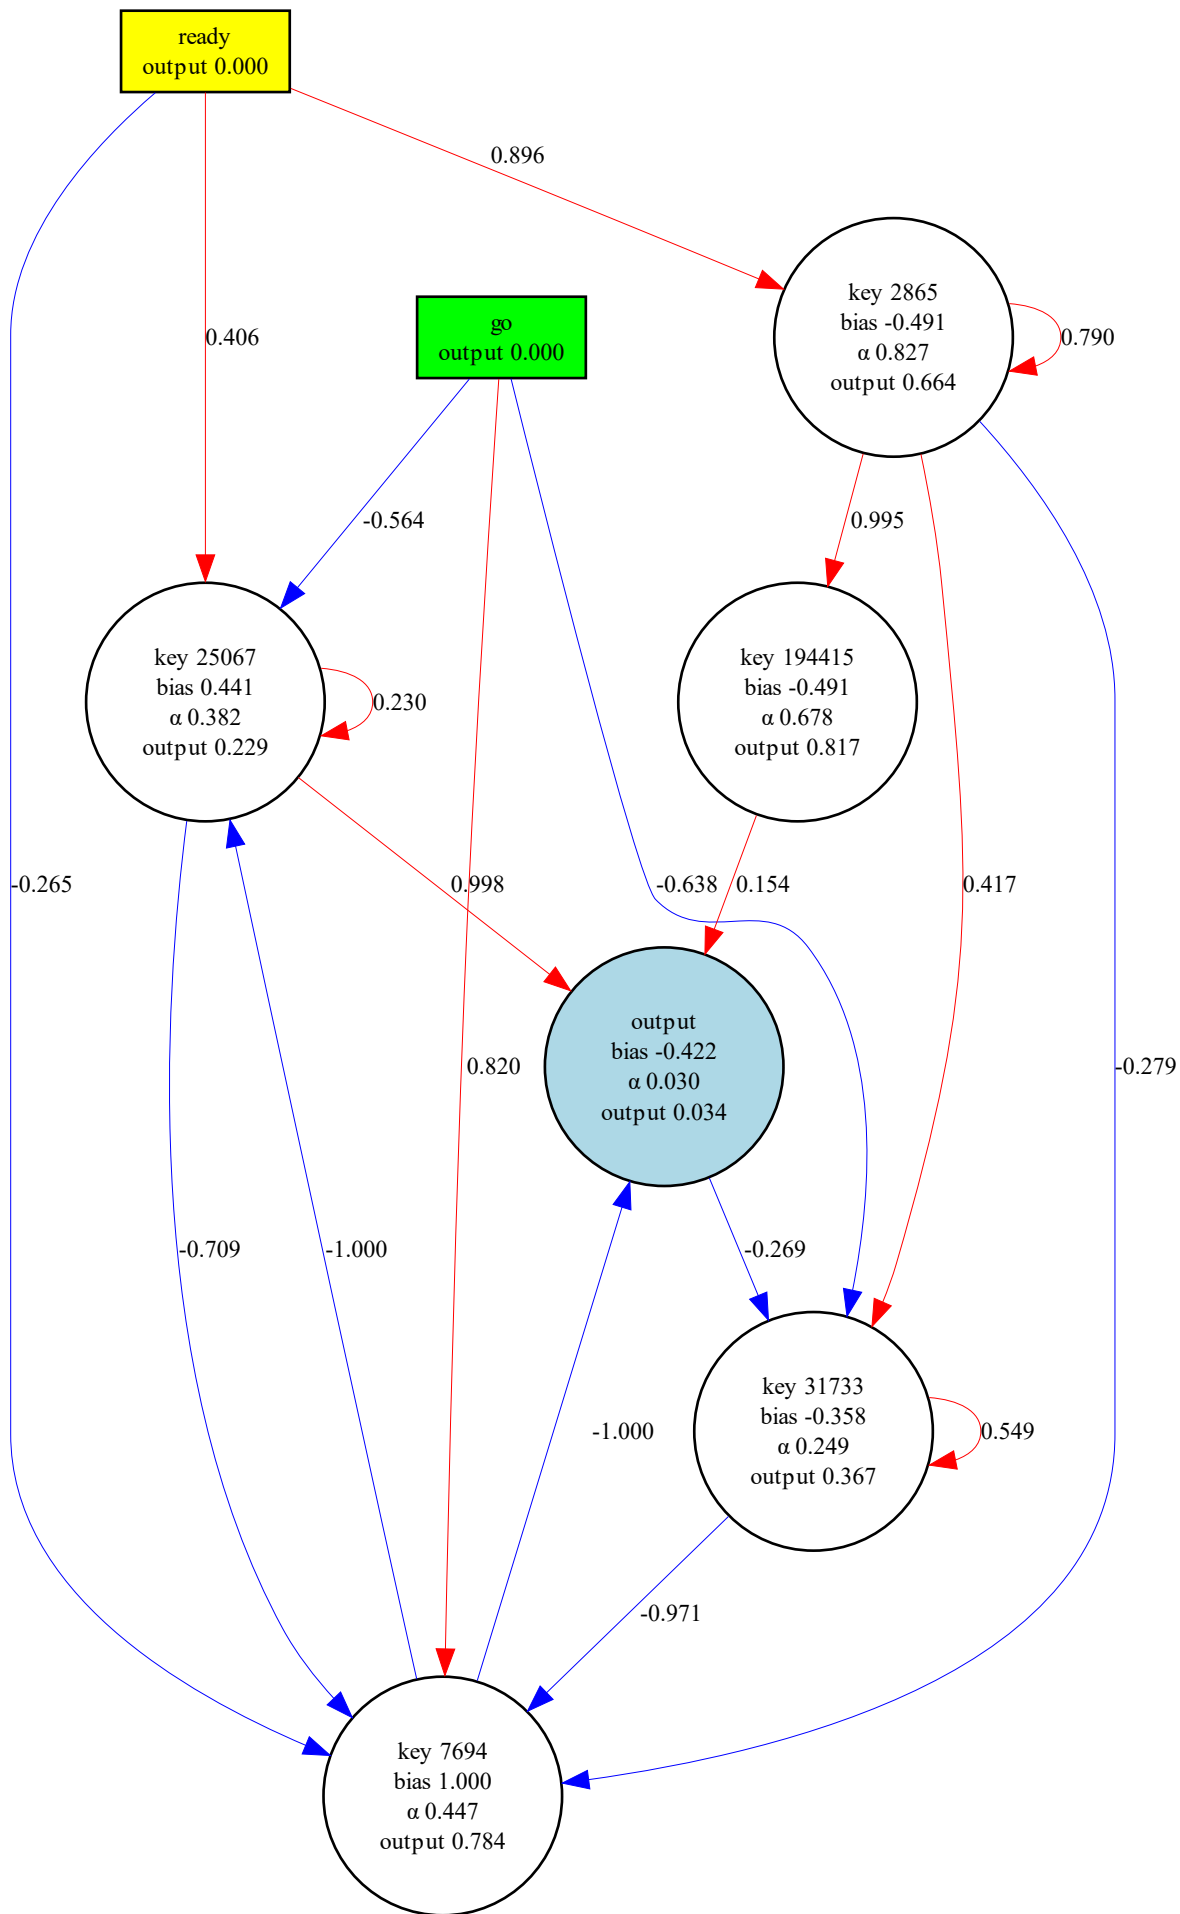 ready
output 0.000
0.896
key 2865
bias -0.491
α 0.827
output 0.664
0.790
go
output 0.000
0.406
-0.564
0.995
key 25067
bias 0.441
α 0.382
output 0.229
0.230
key 194415
bias -0.491
α 0.678
output 0.817
-0.265
0.998
-0.638
0.154
0.417
output
bias -0.422
α 0.030
output 0.034
0.820
-0.279
-0.709
-1.000
-0.269
key 31733
bias -0.358
α 0.249
output 0.367
-1.000
0.549
-0.971
key 7694
bias 1.000
α 0.447
output 0.784